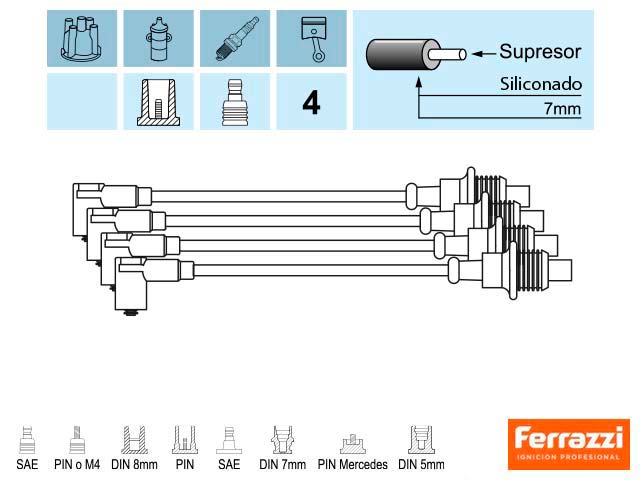 Supresor
Siliconado
7mm
4
SAE
PIN o M4
DIN 8mm
PIN
SAE
DIN 7mm
PIN Mercedes
DIN 5mm
Ferrazzi
IGNICION PROFESIONAL